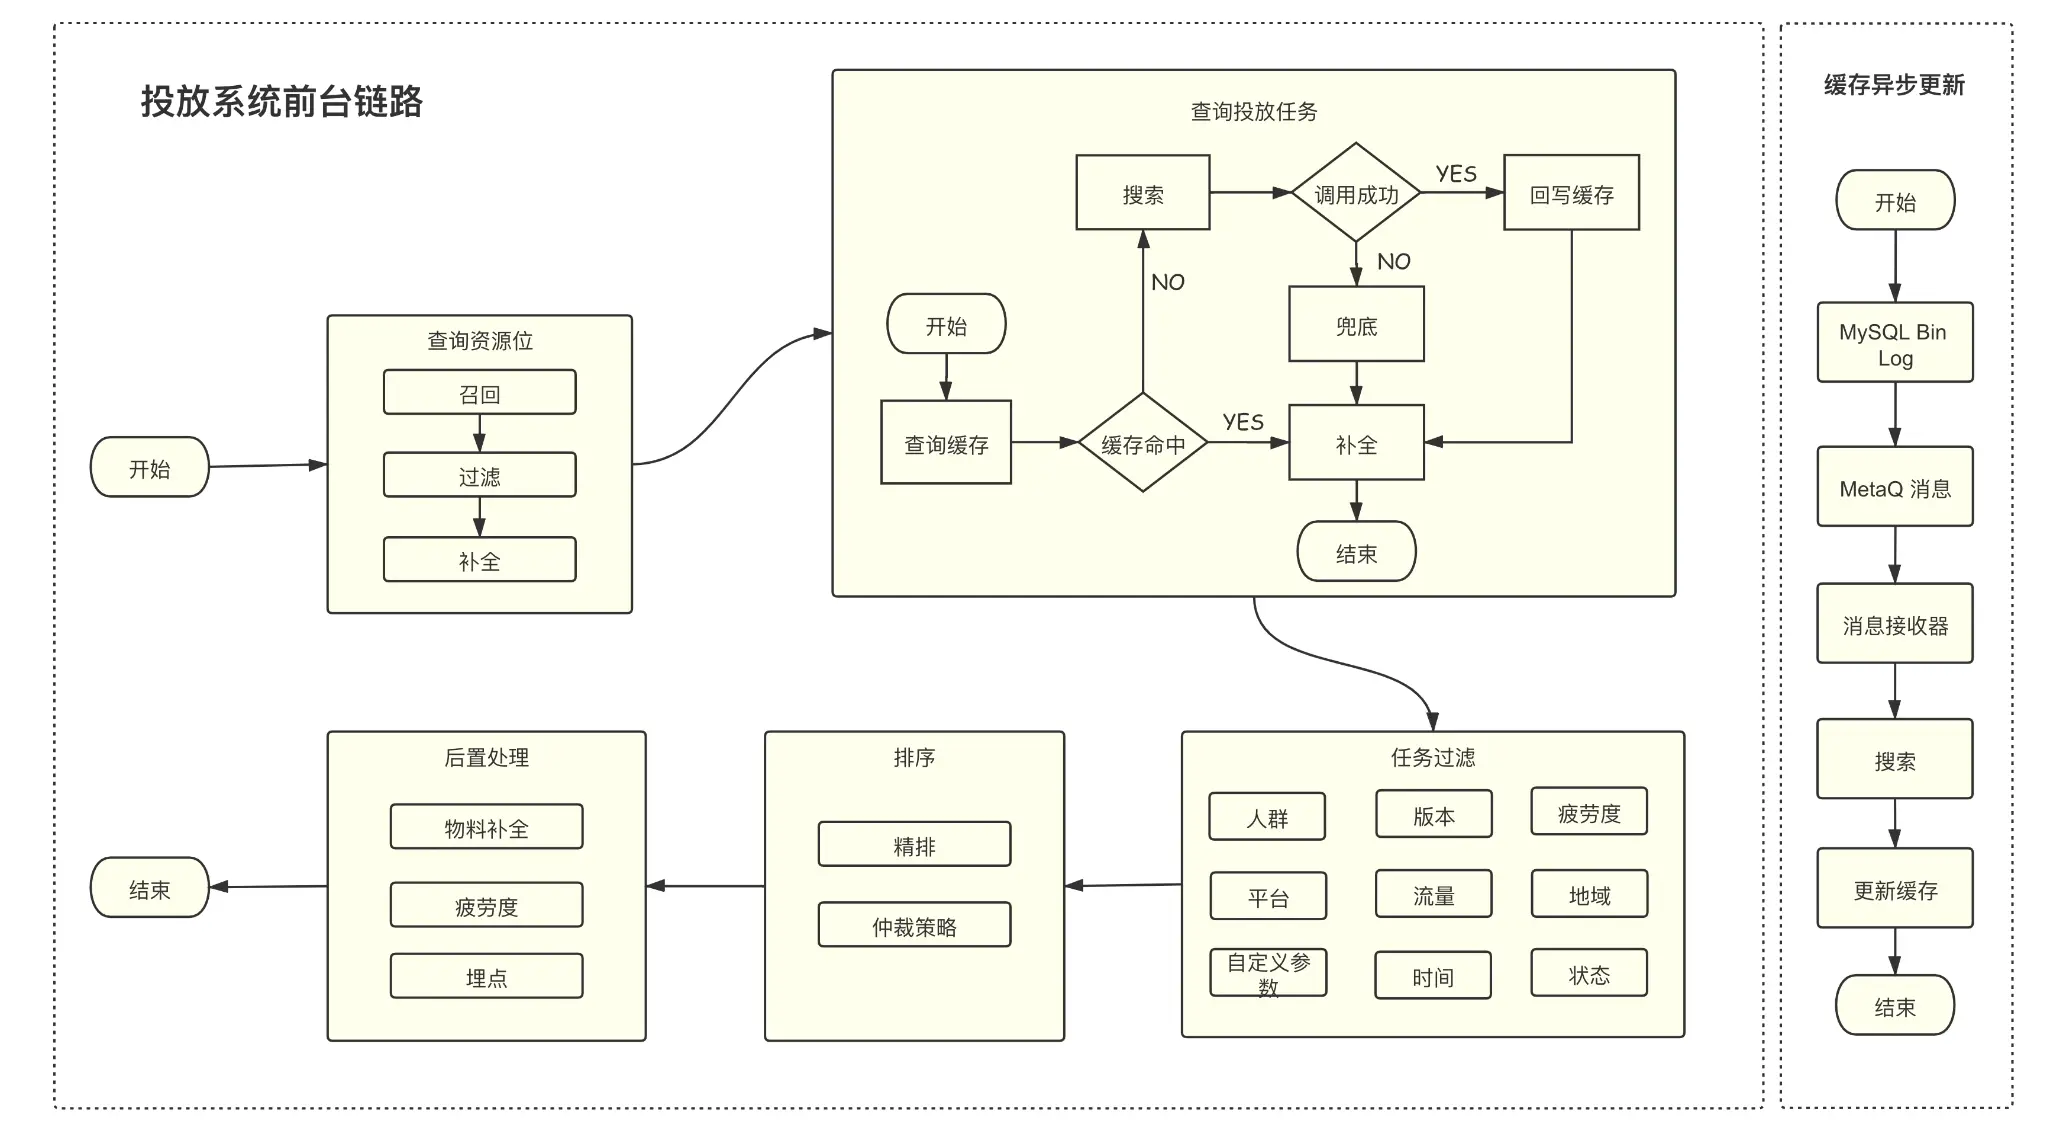 投放系统前台链路
开始
查询资源位
召回
过滤
补全
查询投放任务
搜索
调用成功
YES
回写缓存
NO
NO
开始
兜底
查询缓存
缓存命中
YES
补全
结束
任务过滤
人群
版本
疲劳度
平台
流量
地域
自定义参
数
时间
状态
排序
精排
仲裁策略
后置处理
物料补全
疲劳度
埋点
结束
缓存异步更新
开始
MySQL Bin
Log
MetaQ 消息
消息接收器
搜索
更新缓存
结束